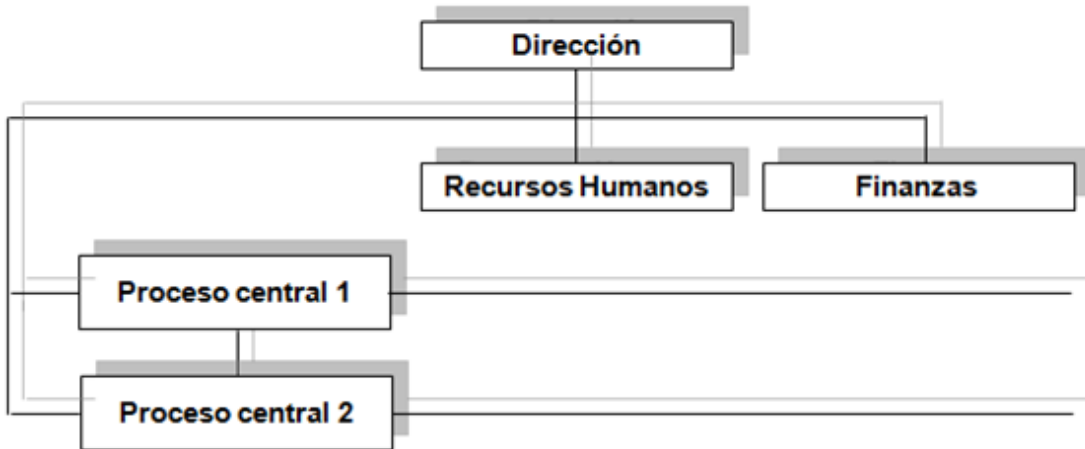 Dirección
Recursos Humanos
Finanzas
Proceso central 1
Proceso central 2